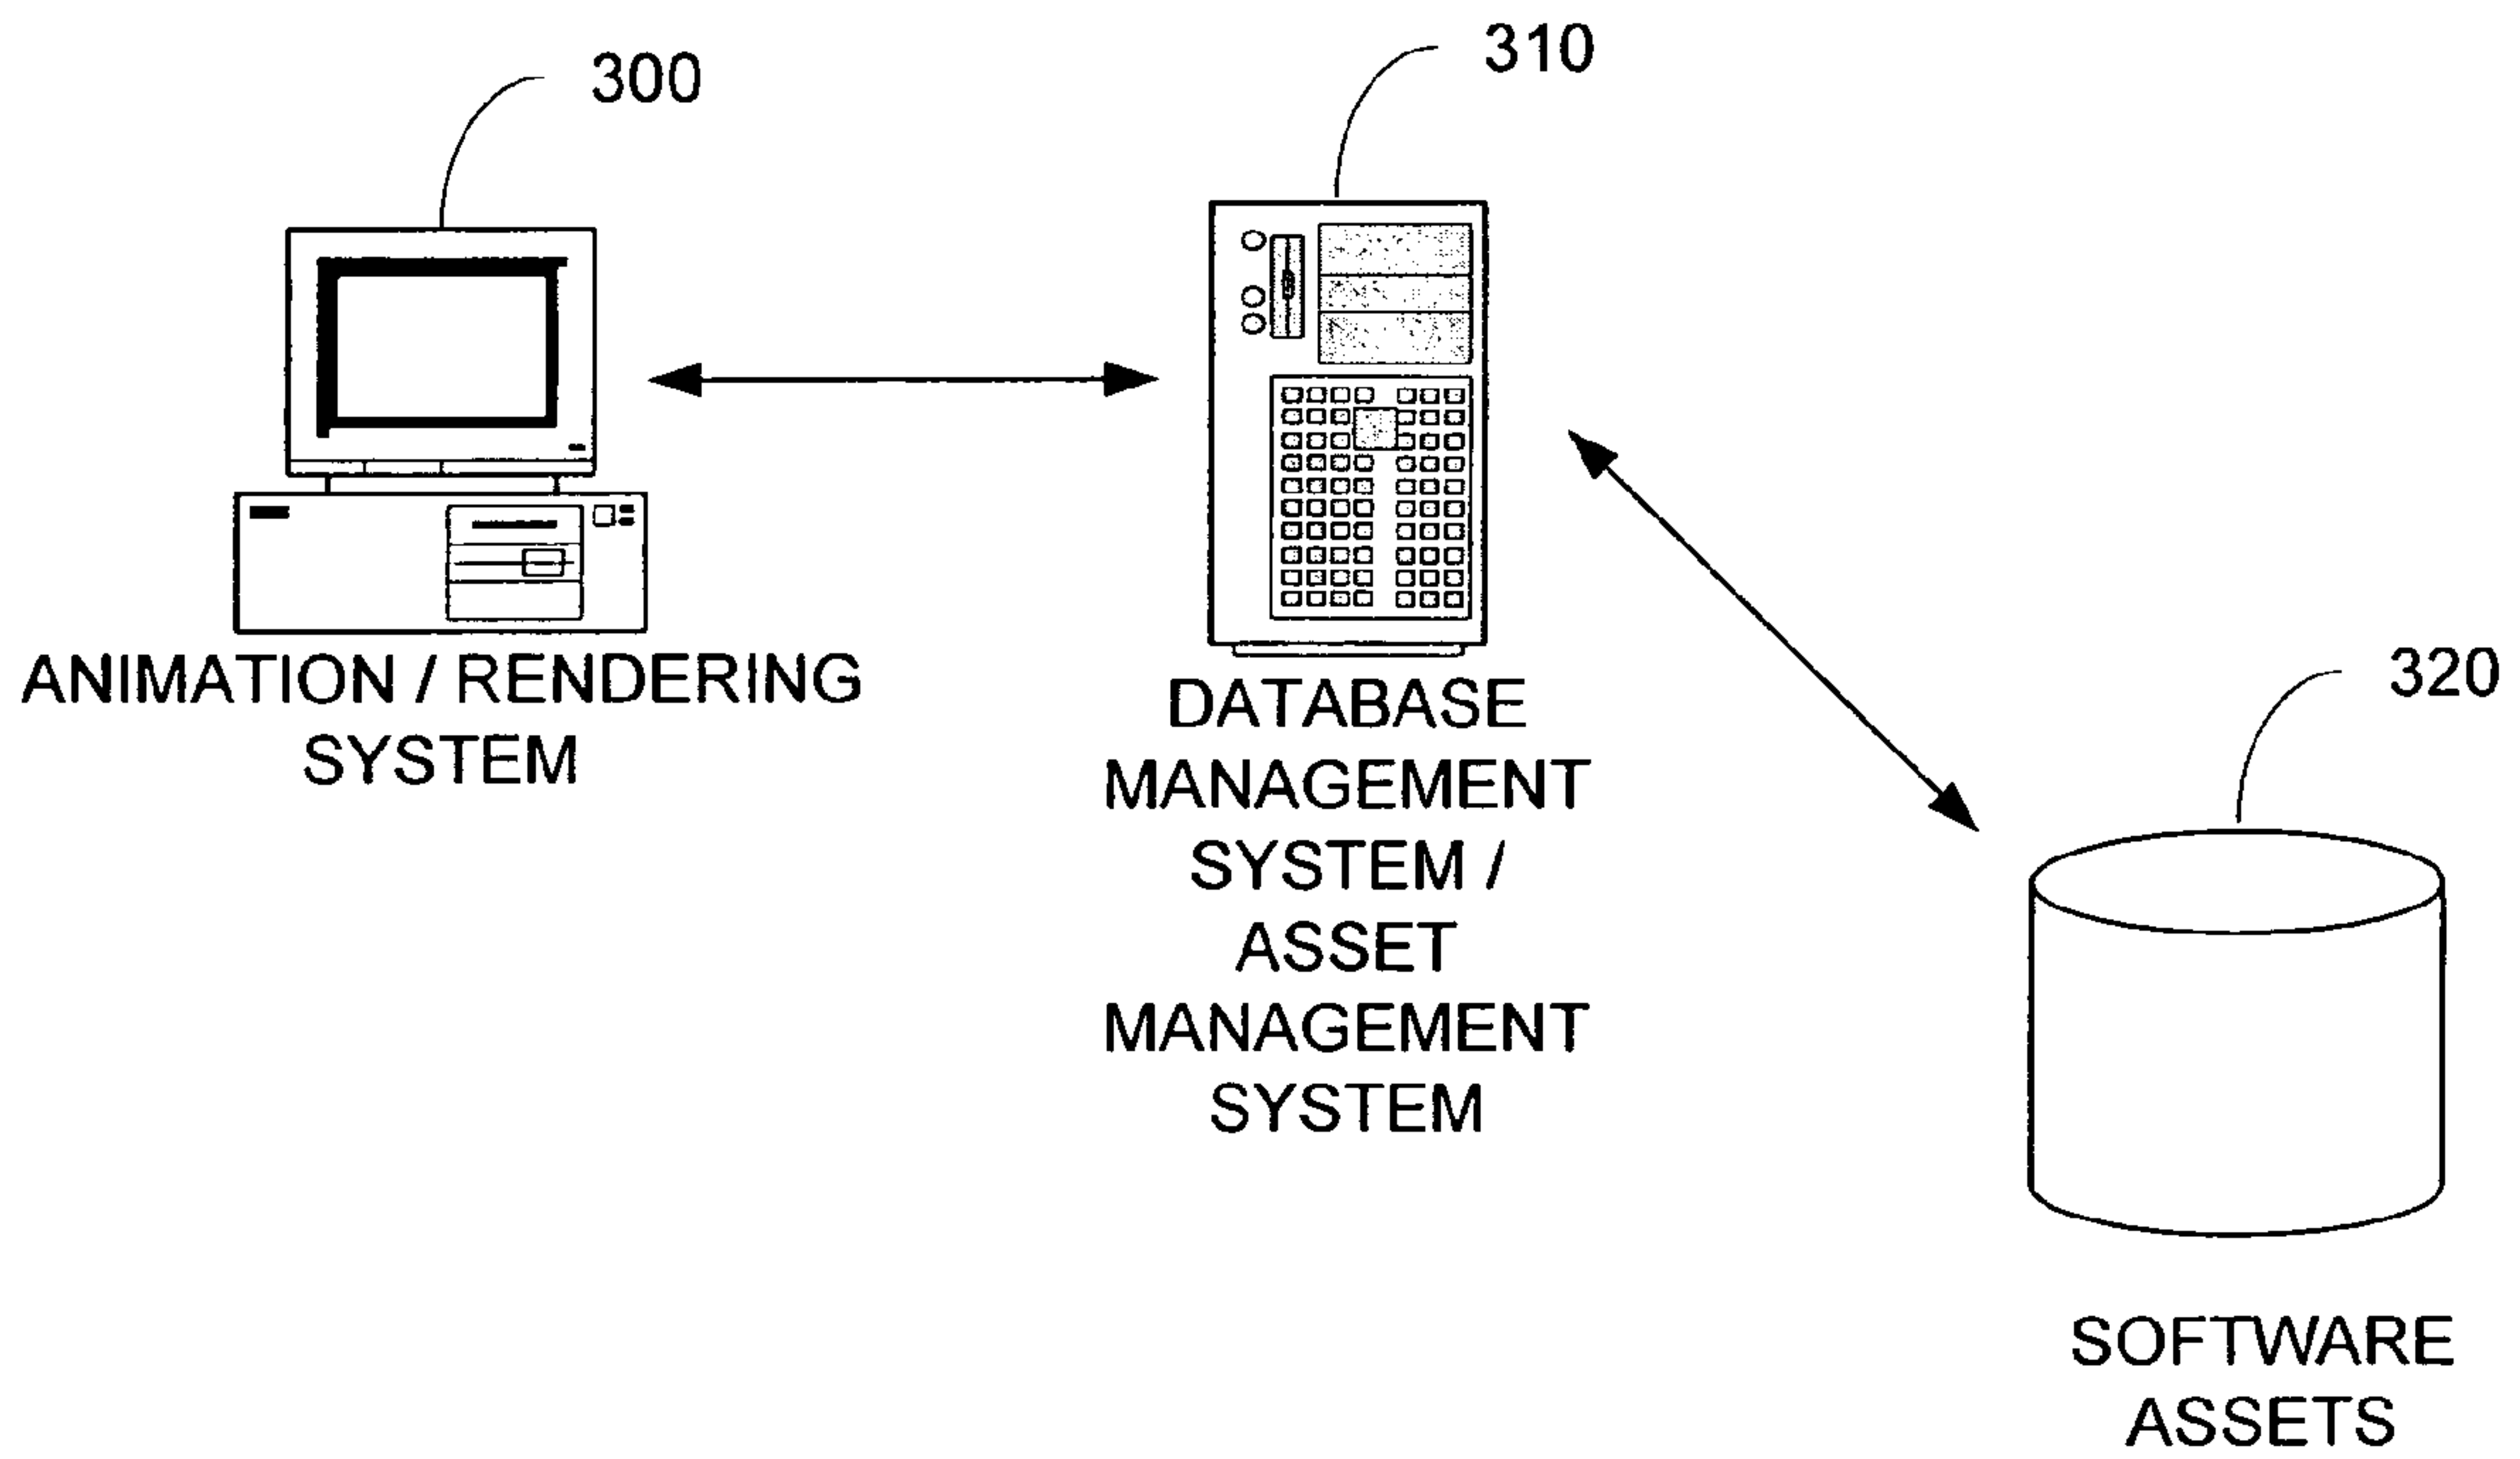 300
310
ANIMATION / RENDERING
SYSTEM
DATABASE
MANAGEMENT
SYSTEM /
ASSET
MANAGEMENT
SYSTEM
320
SOFTWARE
ASSETS